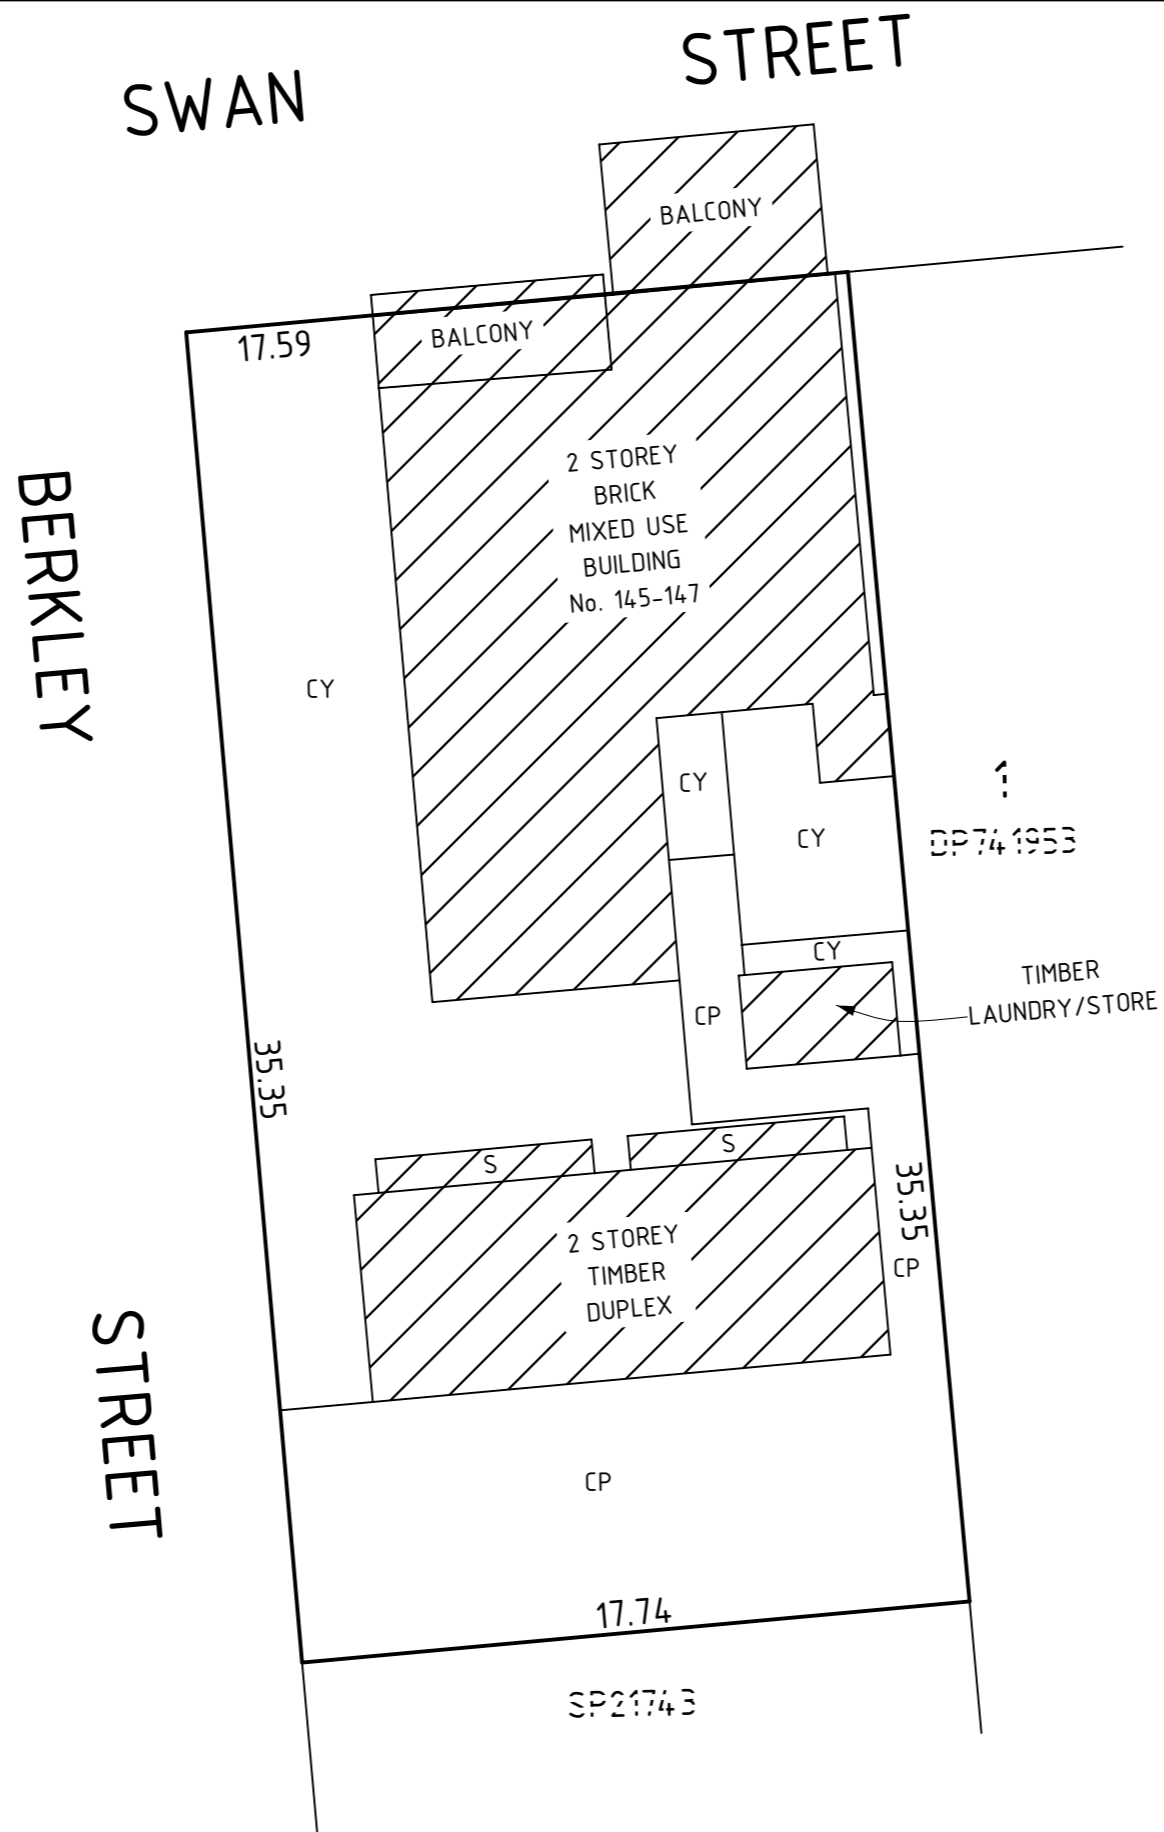 SWAN STREET
BALCONY
BALCONY
17.59
2 STOREY
BRICK
MIXED USE
BUILDING
No. 145-147
BERKLEY
CY
CY
CY
1
DP741953
CY
TIMBER
LAUNDRY/STORE
CP
35.35
S
S
35.35
2 STOREY
TIMBER
DUPLEX
CP
STREET
CP
17.74
SP21743